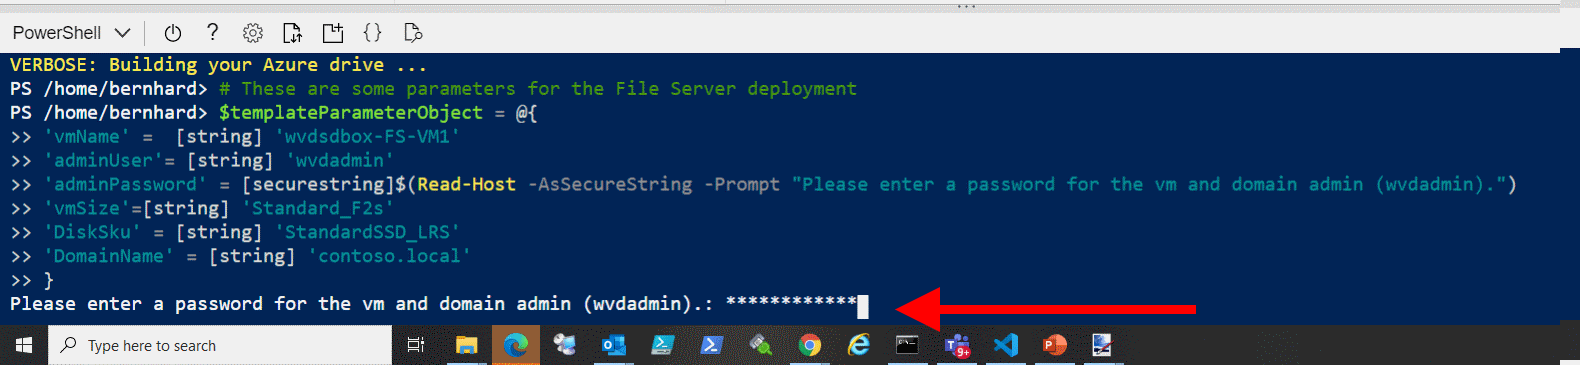 PowerShell
VERBOSE: Building your Azure drive ...
PS /home/bernhard> # These are some parameters for the File Server deployment
PS /home/bernhard> $templateParameterObject = @{
>> 'vmName' =  [string] 'wvdsdbox-FS-VM1'
>> 'adminUser'= [string] 'wvdadmin'
>> 'adminPassword' = [securestring]$(Read-Host -AsSecureString -Prompt "Please enter a password for the vm and domain admin (wvdadmin).")
>> 'vmSize'=[string] 'Standard_F2s'
>> 'DiskSku' = [string] 'StandardSSD_LRS'
>> 'DomainName' = [string] 'contoso.local'
>> }
Please enter a password for the vm and domain admin (wvdadmin).: ************
Type here to search
9+